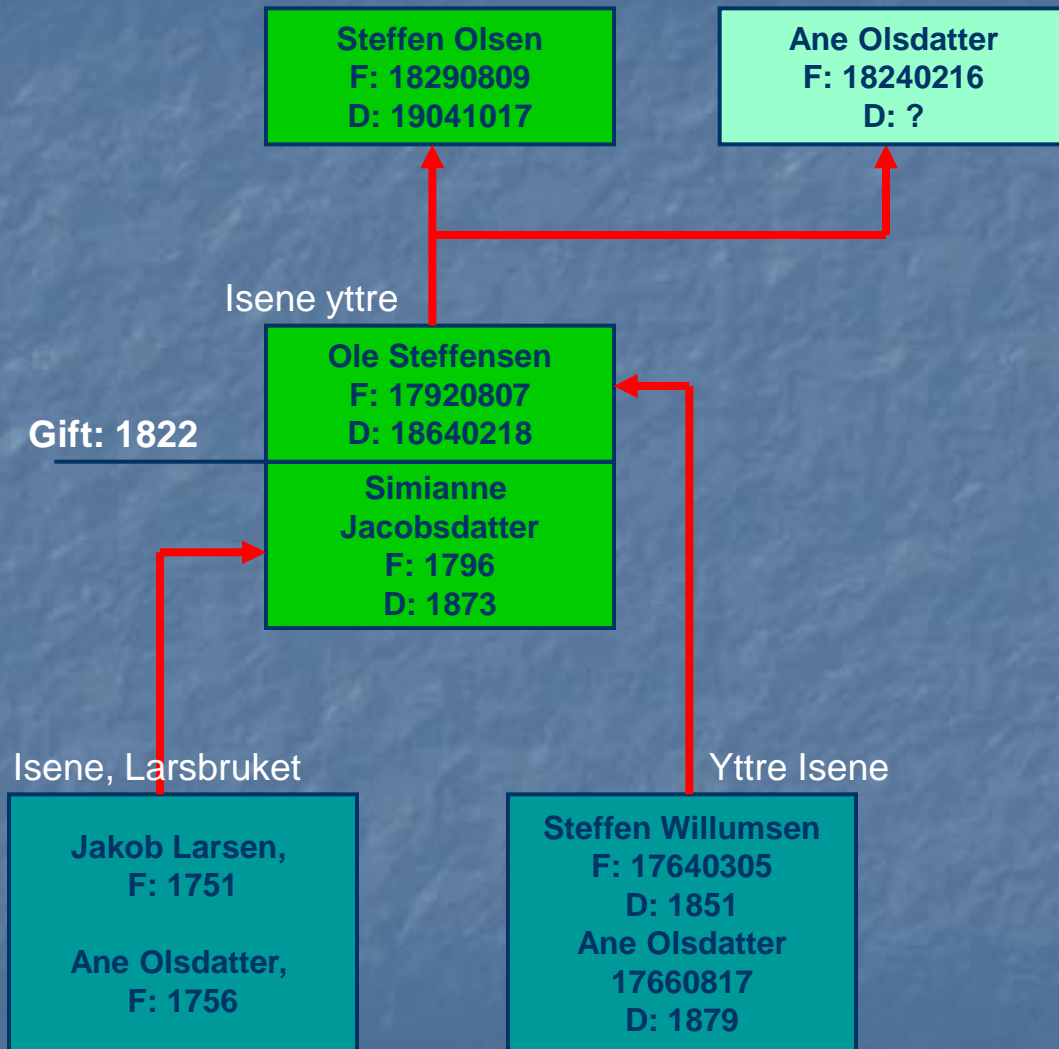 Steffen Olsen
F: 18290809
D: 19041017
Ane Olsdatter
F: 18240216
D: ?
Isene yttre
Ole Steffensen
F: 17920807
D: 18640218
Gift: 1822
Simianne
Jacobsdatter
F: 1796
D: 1873
Isene, Larsbruket
Jakob Larsen,
F: 1751
Ane Olsdatter,
F: 1756
Yttre Isene
Steffen Willumsen
F: 17640305
D: 1851
Ane Olsdatter
17660817
D: 1879